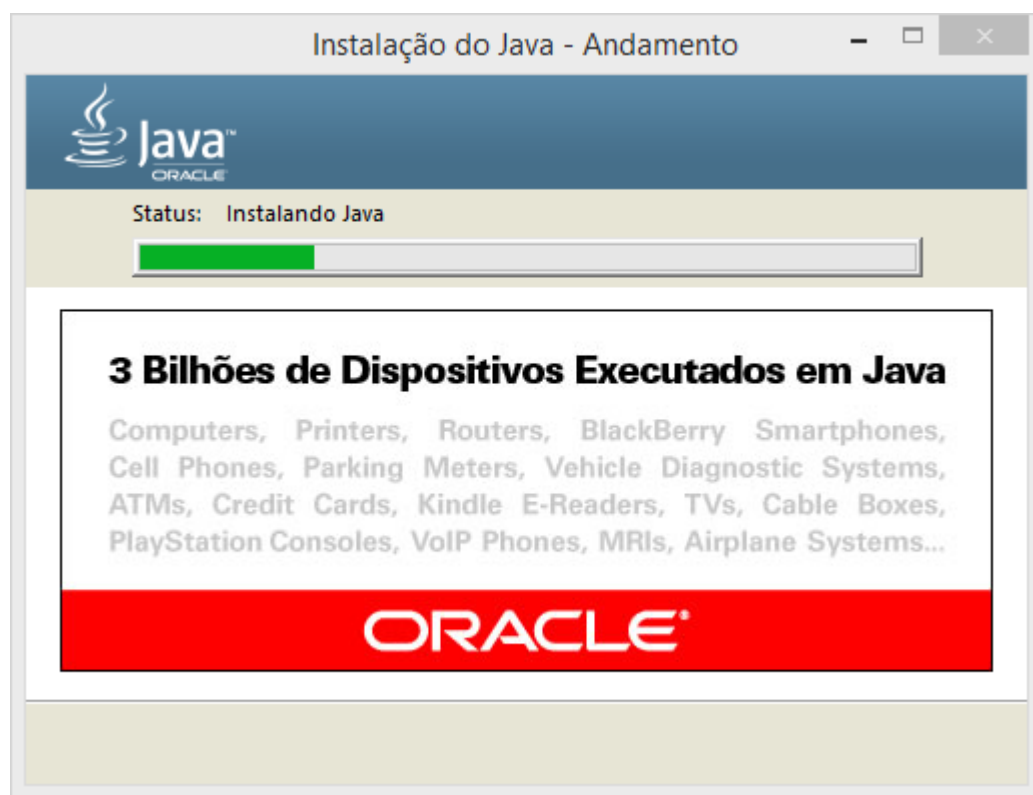 Instalação do Java - Andamento
Java™
ORACLE
Status: Instalando Java
3 Bilhões de Dispositivos Executados em Java
Computers, Printers, Routers, BlackBerry Smartphones,
Cell Phones, Parking Meters, Vehicle Diagnostic Systems,
ATMs, Credit Cards, Kindle E-Readers, TVs, Cable Boxes,
PlayStation Consoles, VoIP Phones, MRIs, Airplane Systems...
ORACLE®